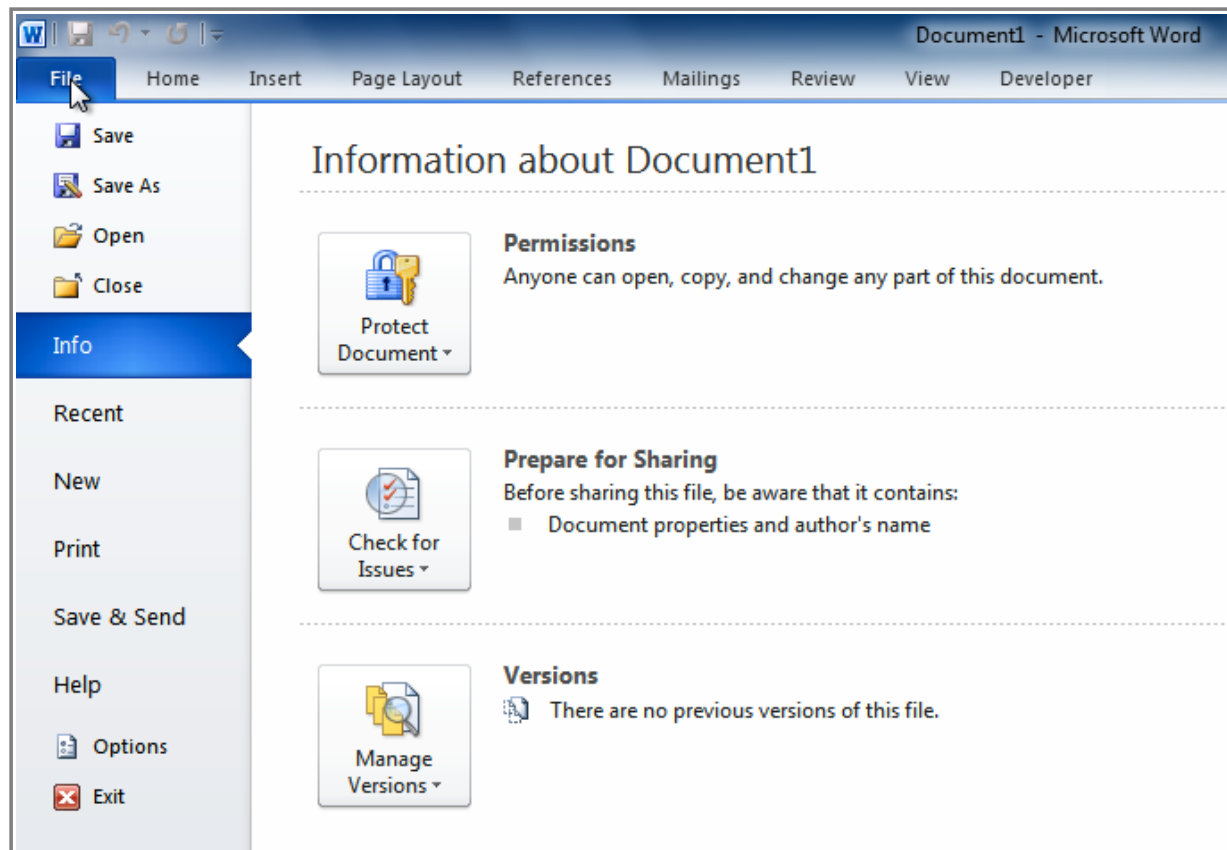 W
Document1 - Microsoft Word
File Home Insert Page Layout References Mailings Review View Developer
Save
Save As
Open
Close
Info
Recent
New
Print
Save & Send
Help
Options
Exit
Information about Document1
Protect
Document
Permissions
Anyone can open, copy, and change any part of this document.
Check for
Issues
Prepare for Sharing
Before sharing this file, be aware that it contains:
Document properties and author's name
Manage
Versions
Versions
There are no previous versions of this file.